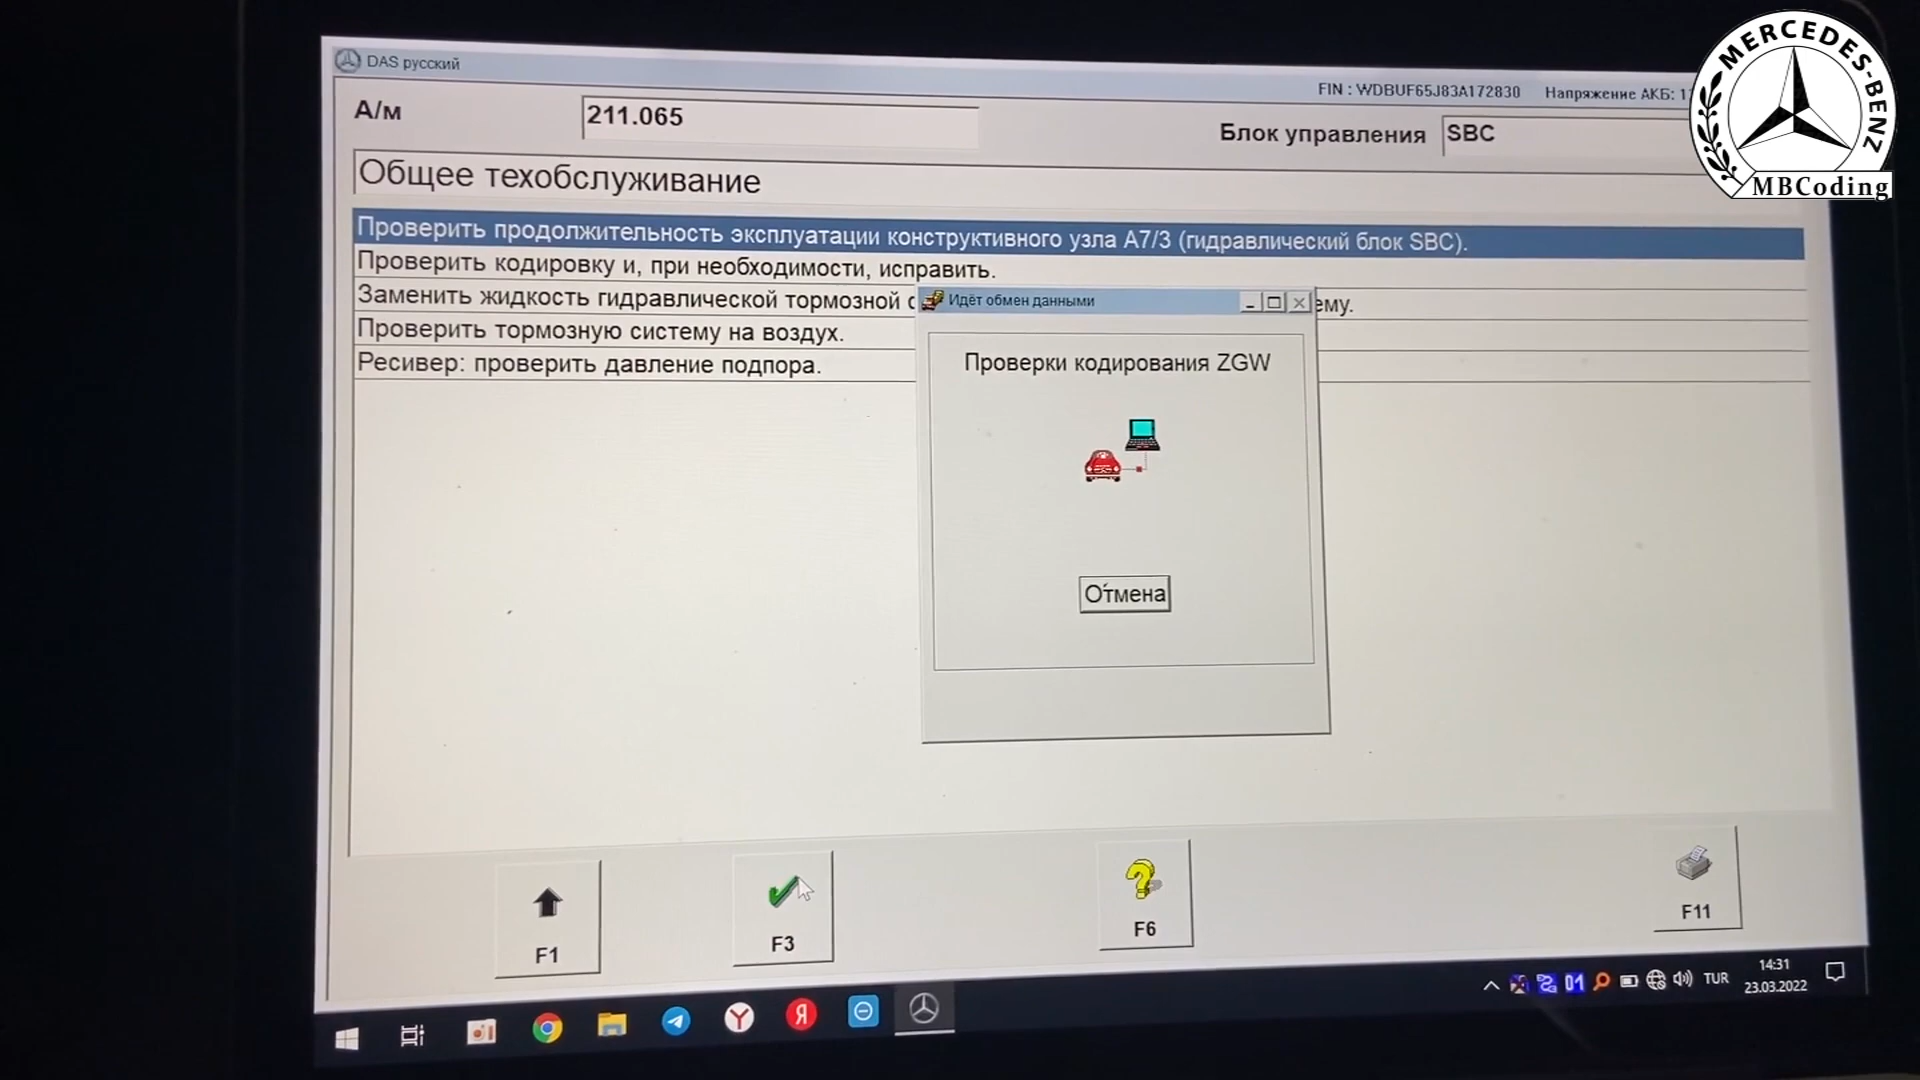 DAS русский
FIN : WDBUF65J83A172830 Напряжение АКБ:
А/м 211.065
Блок управления SBC
Общее техобслуживание
Проверить продолжительность эксплуатации конструктивного узла А7/3 (гидравлический блок SBC).
Проверить кодировку и, при необходимости, исправить.
Заменить жидкость гидравлической тормозной
Проверить тормозную систему на воздух.
Ресивер: проверить давление подпора.
Идёт обмен данными
Проверки кодирования ZGW
Отмена
F1
F3
F6
F11
01
TUR
14:31
23.03.2022
MERCEDES-BENZ
MBCoding